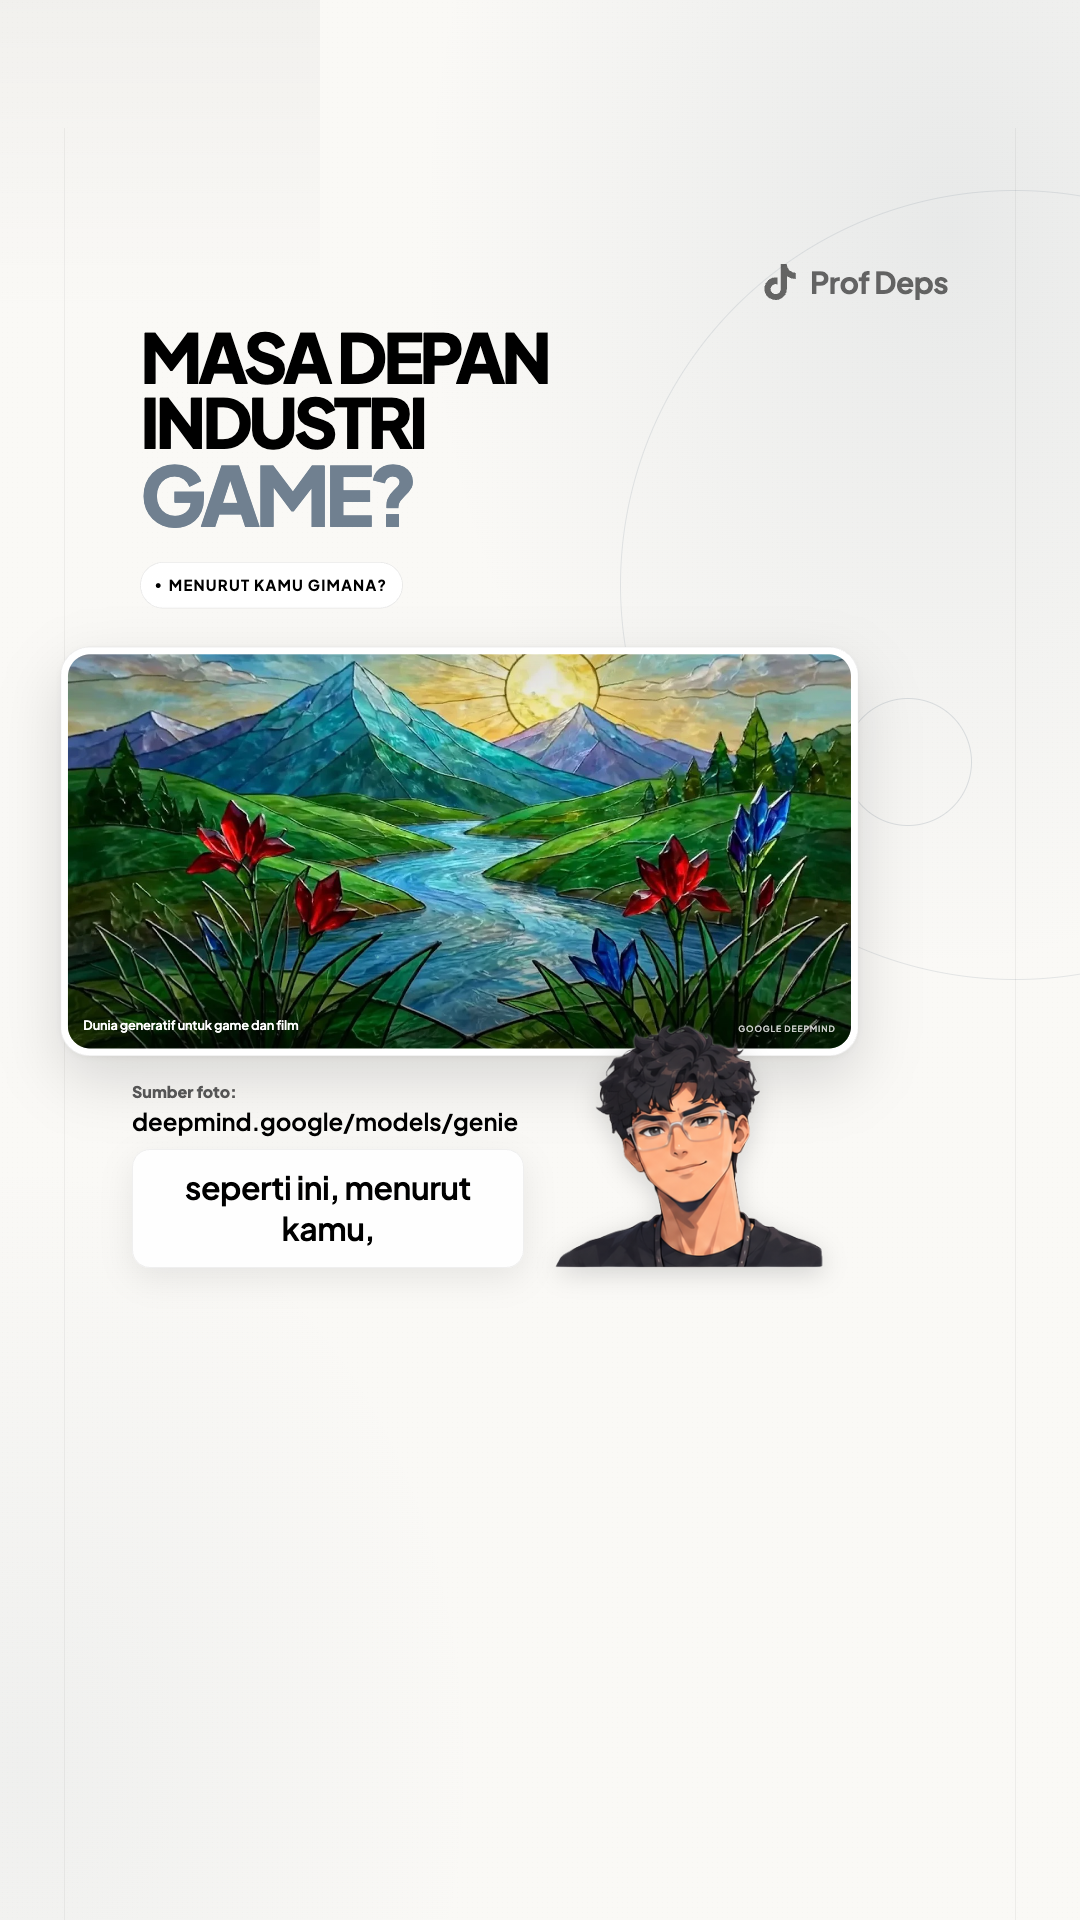 Prof Deps
MASA DEPAN
INDUSTRI
GAME?
• MENURUT KAMU GIMANA?
Dunia generatif untuk game dan film
GOOGLE DEEPMIND
Sumber foto:
deepmind.google/models/genie
seperti ini, menurut
kamu,